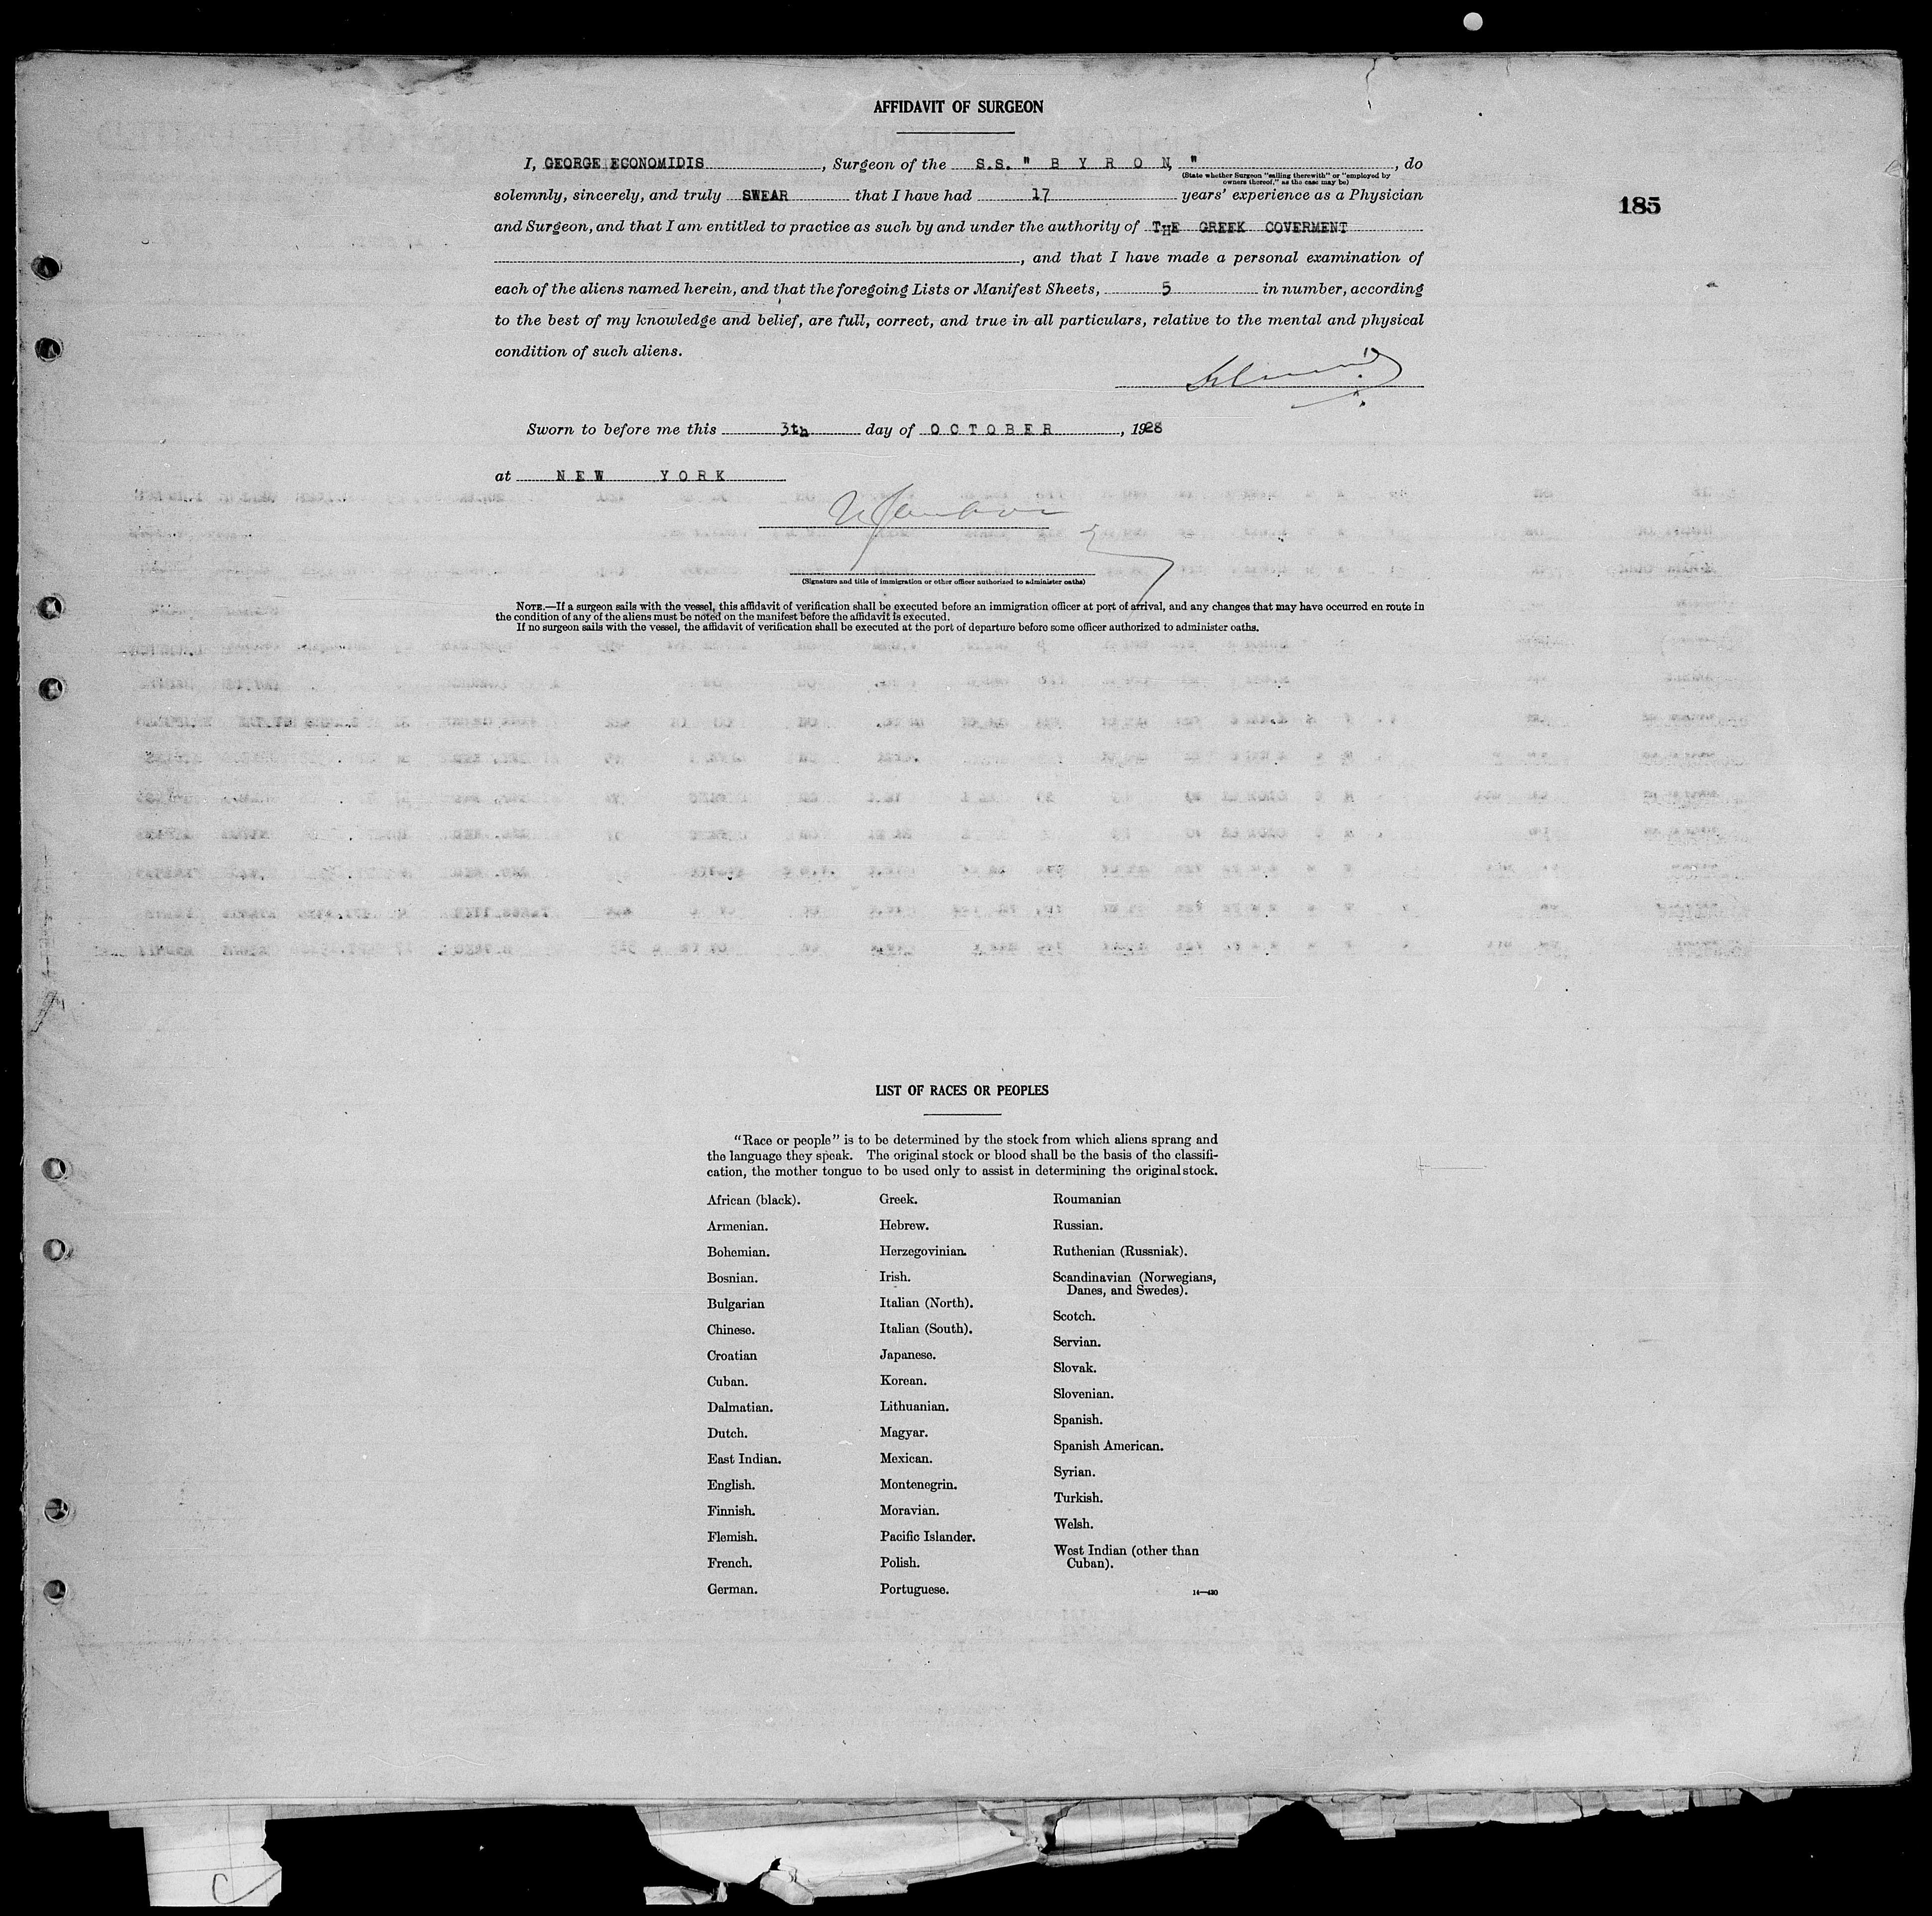 AFFIDAVIT OF SURGEON
I, GEORGE ECONOMIDIS, Surgeon of the S.S. " B Y R O N, ", do
(State whether Surgeon "sailing therewith" or "employed by
owners thereof," as the case may be)
solemnly, sincerely, and truly SWEAR that I have had 17 years' experience as a Physician
185
and Surgeon, and that I am entitled to practice as such by and under the authority of THE GREEK COVERMENT
, and that I have made a personal examination of
each of the aliens named herein, and that the foregoing Lists or Manifest Sheets, 5 in number, according
to the best of my knowledge and belief, are full, correct, and true in all particulars, relative to the mental and physical
condition of such aliens.
Sworn to before me this 3th day of O C T O B E R, 1928
at N E W Y O R K
(Signature and title of immigration or other officer authorized to administer oaths)
NOTE.—If a surgeon sails with the vessel, this affidavit of verification shall be executed before an immigration officer at port of arrival, and any changes that may have occurred en route in
the condition of any of the aliens must be noted on the manifest before the affidavit is executed.
If no surgeon sails with the vessel, the affidavit of verification shall be executed at the port of departure before some officer authorized to administer oaths.
LIST OF RACES OR PEOPLES
"Race or people" is to be determined by the stock from which aliens sprang and
the language they speak. The original stock or blood shall be the basis of the classifi-
cation, the mother tongue to be used only to assist in determining the original stock.
African (black).
Armenian.
Bohemian.
Bosnian.
Bulgarian
Chinese.
Croatian
Cuban.
Dalmatian.
Dutch.
East Indian.
English.
Finnish.
Flemish.
French.
German.
Greek.
Hebrew.
Herzegovinian.
Irish.
Italian (North).
Italian (South).
Japanese.
Korean.
Lithuanian.
Magyar.
Mexican.
Montenegrin.
Moravian.
Pacific Islander.
Polish.
Portuguese.
Roumanian
Russian.
Ruthenian (Russniak).
Scandinavian (Norwegians,
Danes, and Swedes).
Scotch.
Servian.
Slovak.
Slovenian.
Spanish.
Spanish American.
Syrian.
Turkish.
Welsh.
West Indian (other than
Cuban).
14—430